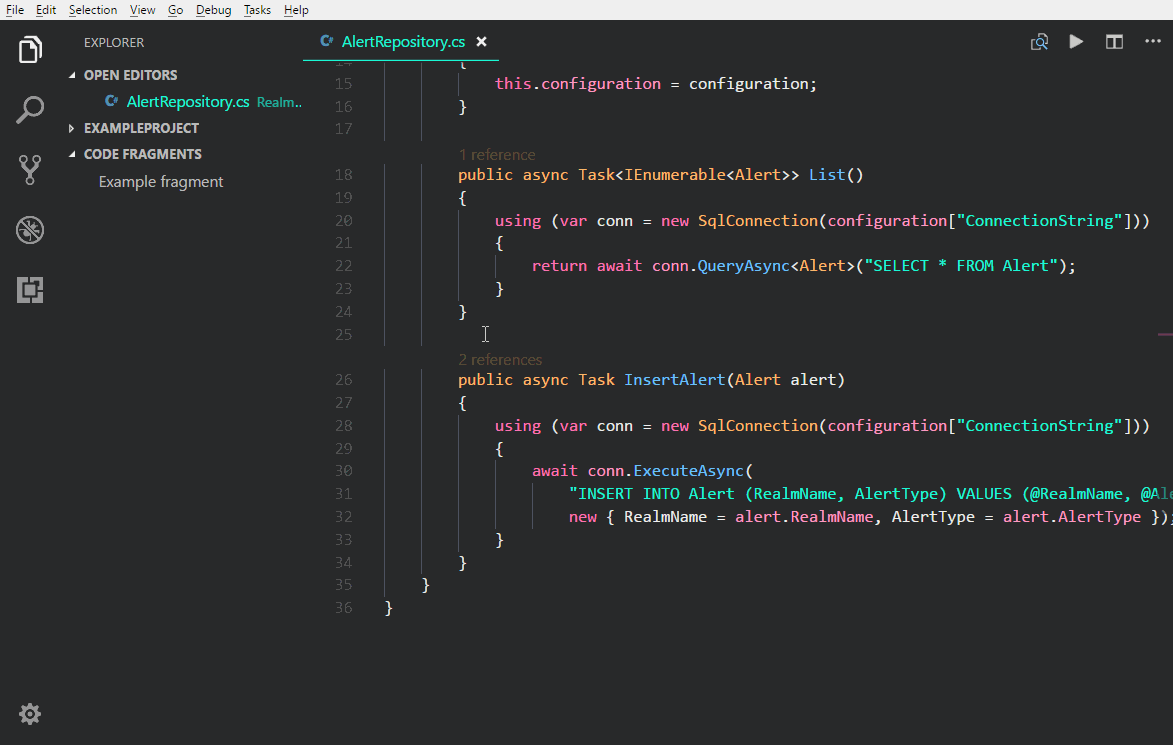 File Edit Selection View Go Debug Tasks Help
EXPLORER
OPEN EDITORS
AlertRepository.cs Realm..
EXAMPLEPROJECT
CODE FRAGMENTS
Example fragment
AlertRepository.cs
14 {
15 this.configuration = configuration;
16 }
17
1 reference
18 public async Task<IEnumerable<Alert>> List()
19 {
20 using (var conn = new SqlConnection(configuration["ConnectionString"]))
21 {
22 return await conn.QueryAsync<Alert>("SELECT * FROM Alert");
23 }
24 }
25
2 references
26 public async Task InsertAlert(Alert alert)
27 {
28 using (var conn = new SqlConnection(configuration["ConnectionString"]))
29 {
30 await conn.ExecuteAsync(
31 "INSERT INTO Alert (RealmName, AlertType) VALUES (@RealmName, @Ale
32 new { RealmName = alert.RealmName, AlertType = alert.AlertType });
33 }
34 }
35 }
36 }